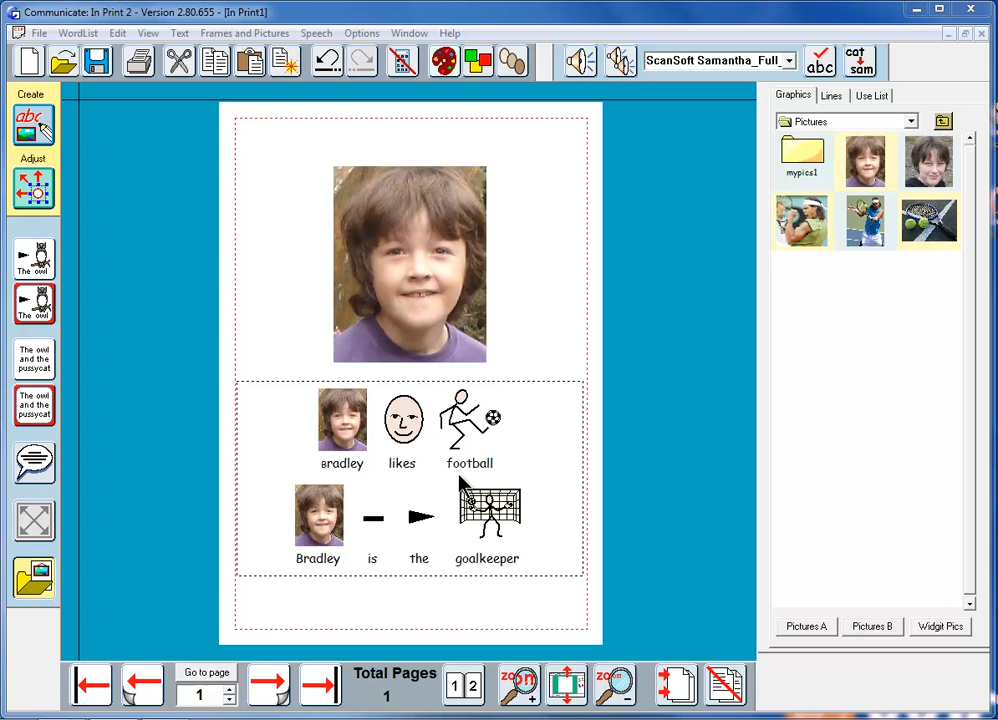 Communicate: In Print 2 - Version 2.80.655 - [In Print1]
File WordList Edit View Text Frames and Pictures Speech Options Window Help
ScanSoft Samantha_Full_
abc
cat
sam
Create
abc
Adjust
The owl
The owl
The owl
and the
pussycat
The owl
and the
pussycat
Graphics Lines Use List
Pictures
mypics1
Bradley likes football
Bradley is the goalkeeper
Pictures A Pictures B Widgit Pics
Go to page
1
Total Pages
1
1 2
zoom
+
zoom
-